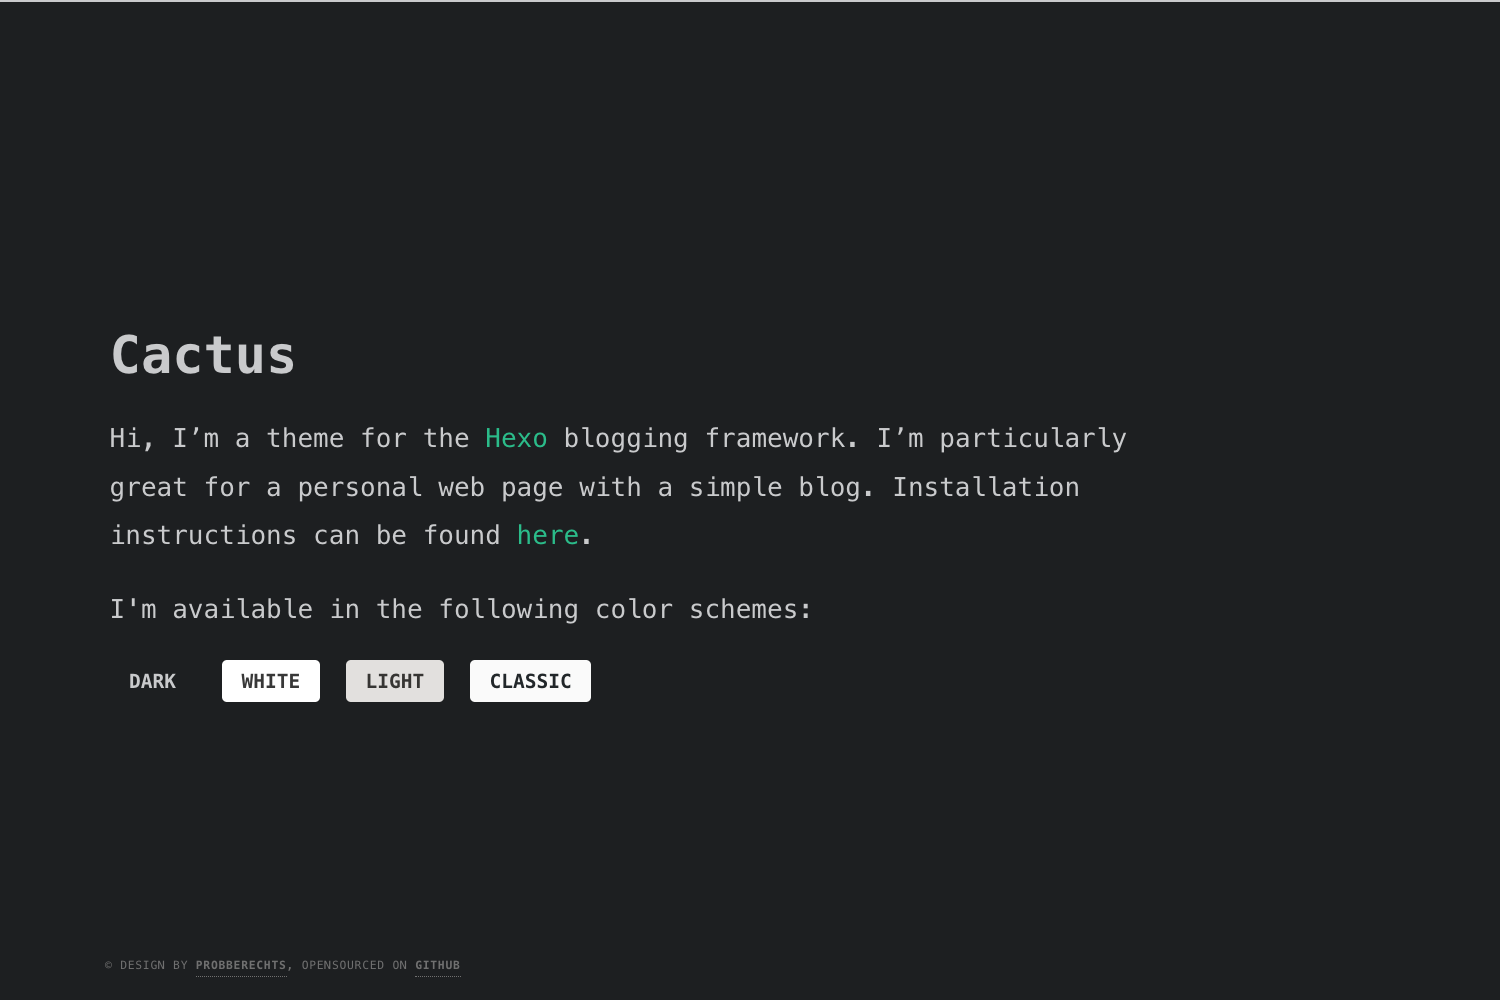 Cactus
Hi, I’m a theme for the Hexo blogging framework. I’m particularly
great for a personal web page with a simple blog. Installation
instructions can be found here.
I'm available in the following color schemes:
DARK WHITE LIGHT CLASSIC
© DESIGN BY PROBBERECHTS, OPENSOURCED ON GITHUB